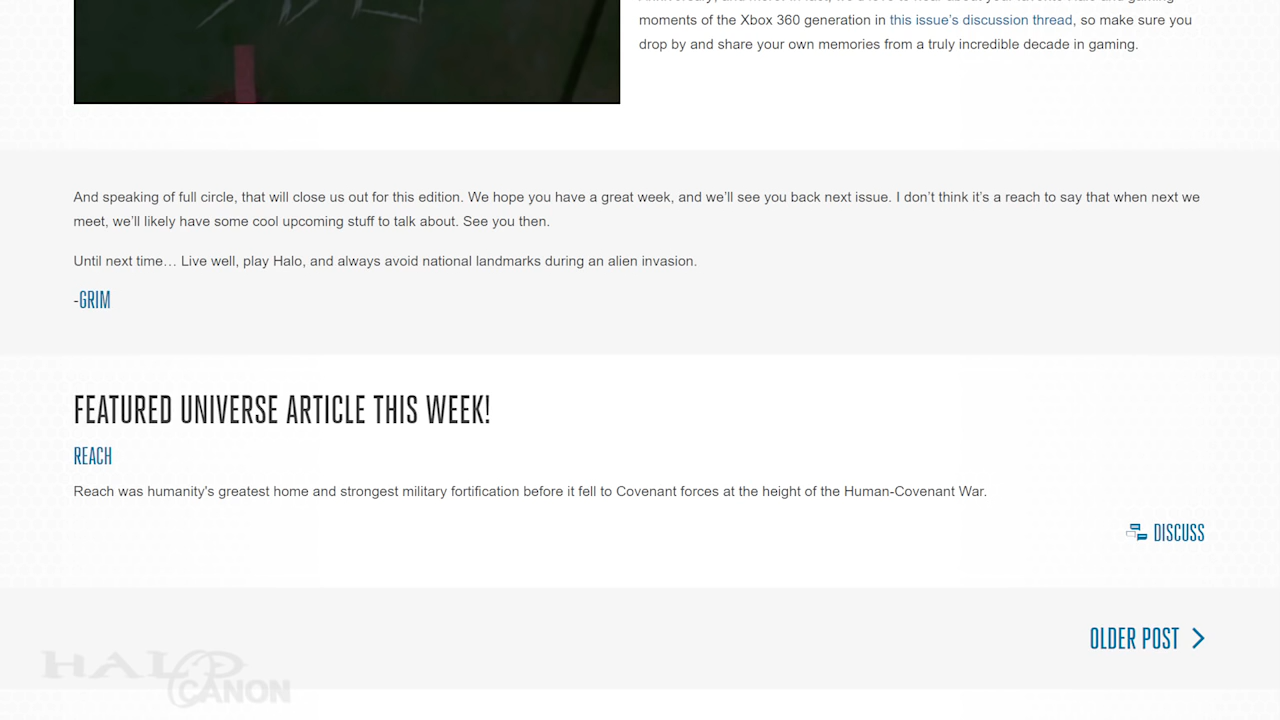 moments of the Xbox 360 generation in this issue’s discussion thread, so make sure you
drop by and share your own memories from a truly incredible decade in gaming.
And speaking of full circle, that will close us out for this edition. We hope you have a great week, and we’ll see you back next issue. I don’t think it’s a reach to say that when next we
meet, we’ll likely have some cool upcoming stuff to talk about. See you then.
Until next time… Live well, play Halo, and always avoid national landmarks during an alien invasion.
-GRIM
FEATURED UNIVERSE ARTICLE THIS WEEK!
REACH
Reach was humanity's greatest home and strongest military fortification before it fell to Covenant forces at the height of the Human-Covenant War.
DISCUSS
OLDER POST
HALO
CANON